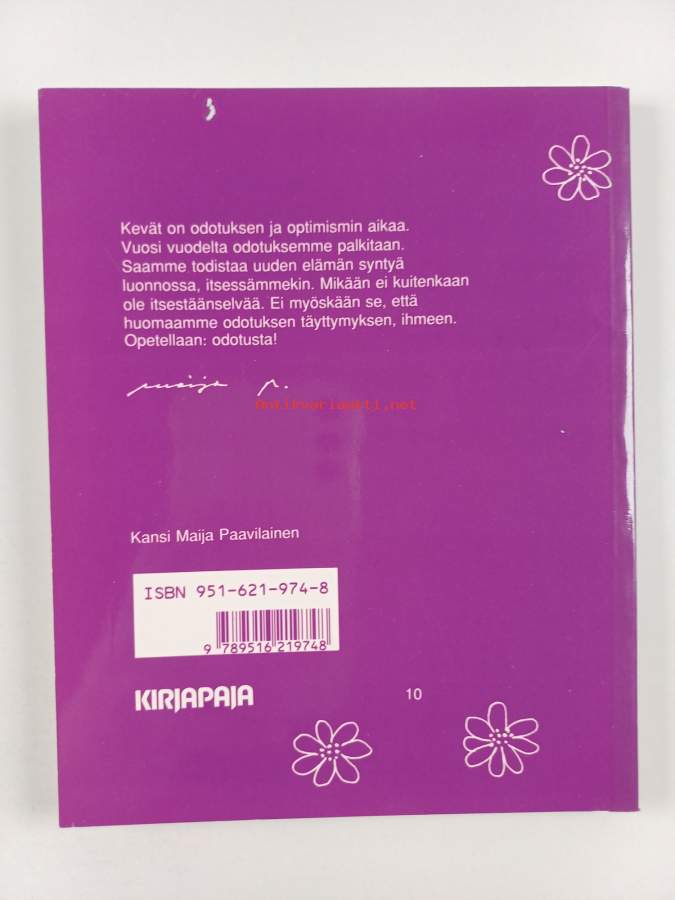 Kevät on odotuksen ja optimismin aikaa.
Vuosi vuodelta odotuksemme palkitaan.
Saamme todistaa uuden elämän syntyä
luonnossa, itsessämmekin. Mikään ei kuitenkaan
ole itsestäänselvää. Ei myöskään se, että
huomaamme odotuksen täyttymyksen, ihmeen.
Opetellaan: odotusta!
maija p.
Antikvariaatti.net
Kansi Maija Paavilainen
ISBN 951-621-974-8
9 789516 219748
KIRJAPAJA
10